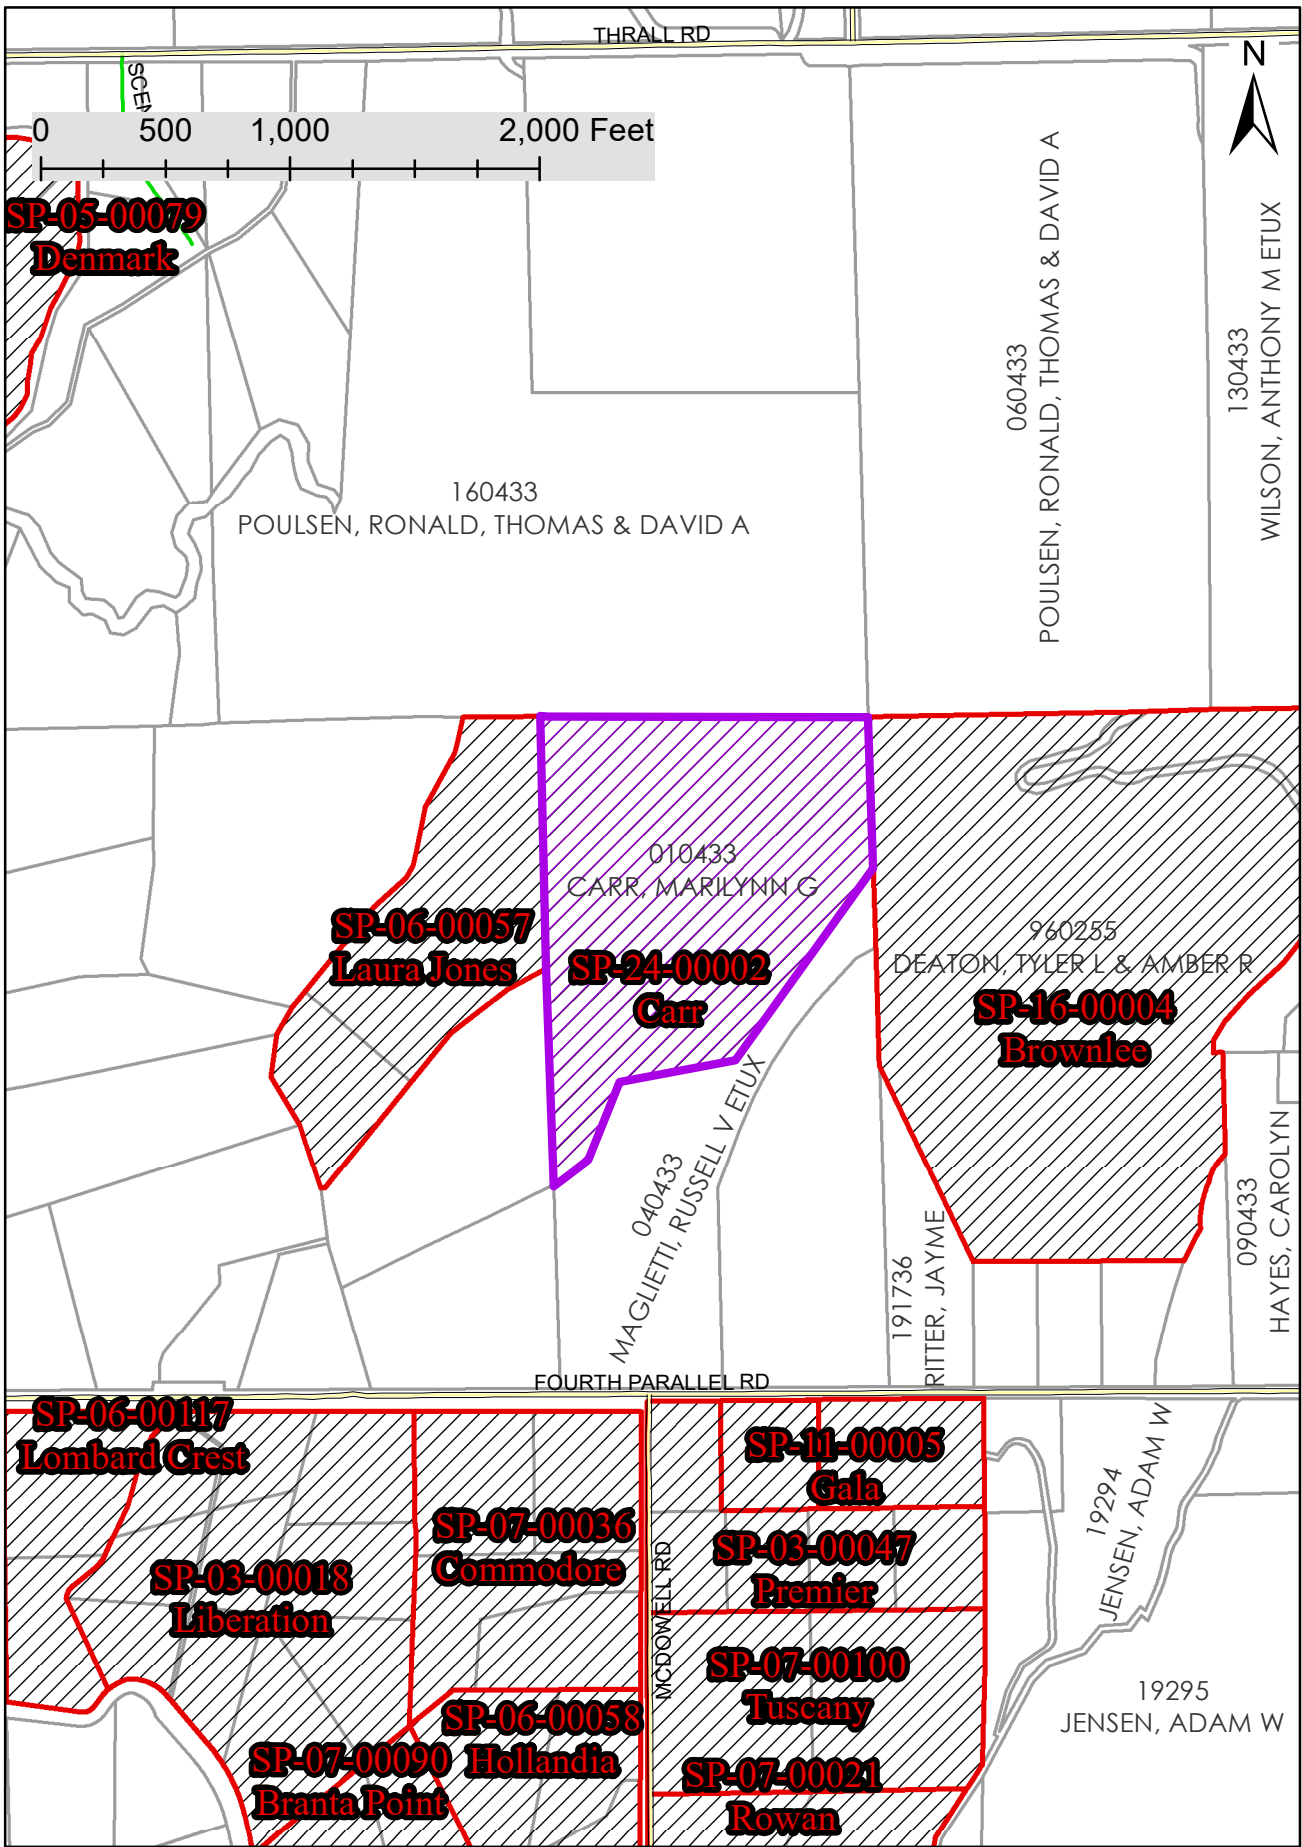 THRALL RD
N
SCEN
0 500 1,000 2,000 Feet
SP-05-00079
Denmark
060433
POULSEN, RONALD, THOMAS & DAVID A
130433
WILSON, ANTHONY M ETUX
160433
POULSEN, RONALD, THOMAS & DAVID A
010433
CARR, MARILYNN G
SP-06-00057
Laura Jones
SP-24-00002
Carr
960255
DEATON, TYLER L & AMBER R
SP-16-00004
Brownlee
040433
MAGLIETTI, RUSSELL V ETUX
191736
RITTER, JAYME
090433
HAYES, CAROLYN
FOURTH PARALLEL RD
SP-06-00117
Lombard Crest
SP-11-00005
Gala
19294
JENSEN, ADAM W
SP-07-00036
Commodore
SP-03-00047
Premier
SP-03-00018
Liberation
MCDOWELL RD
SP-07-00100
Tuscany
19295
JENSEN, ADAM W
SP-06-00058
Hollandia
SP-07-00090
Branta Point
SP-07-00021
Rowan